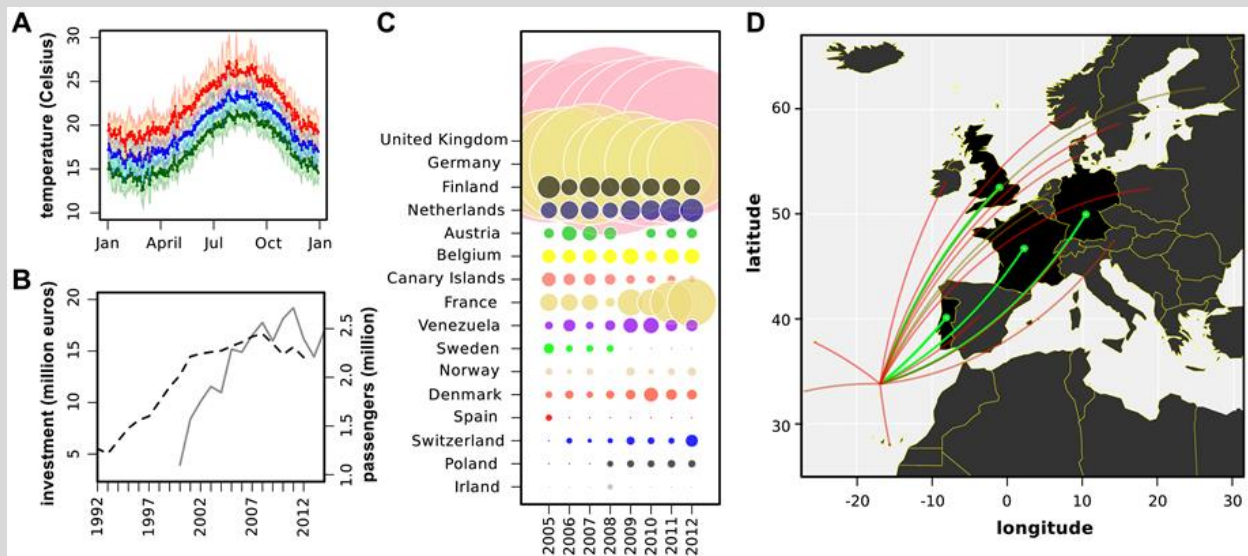 A
temperature (Celsius)
30
25
20
15
10
Jan April Jul Oct Jan
B
investment (million euros)
20
15
10
5
passengers (million)
2.5
2.0
1.5
1.0
1992 1997 2002 2007 2012
C
United Kingdom
Germany
Finland
Netherlands
Austria
Belgium
Canary Islands
France
Venezuela
Sweden
Norway
Denmark
Spain
Switzerland
Poland
Irland
2005 2006 2007 2008 2009 2010 2011 2012
D
latitude
60
50
40
30
-20 -10 0 10 20 30
longitude